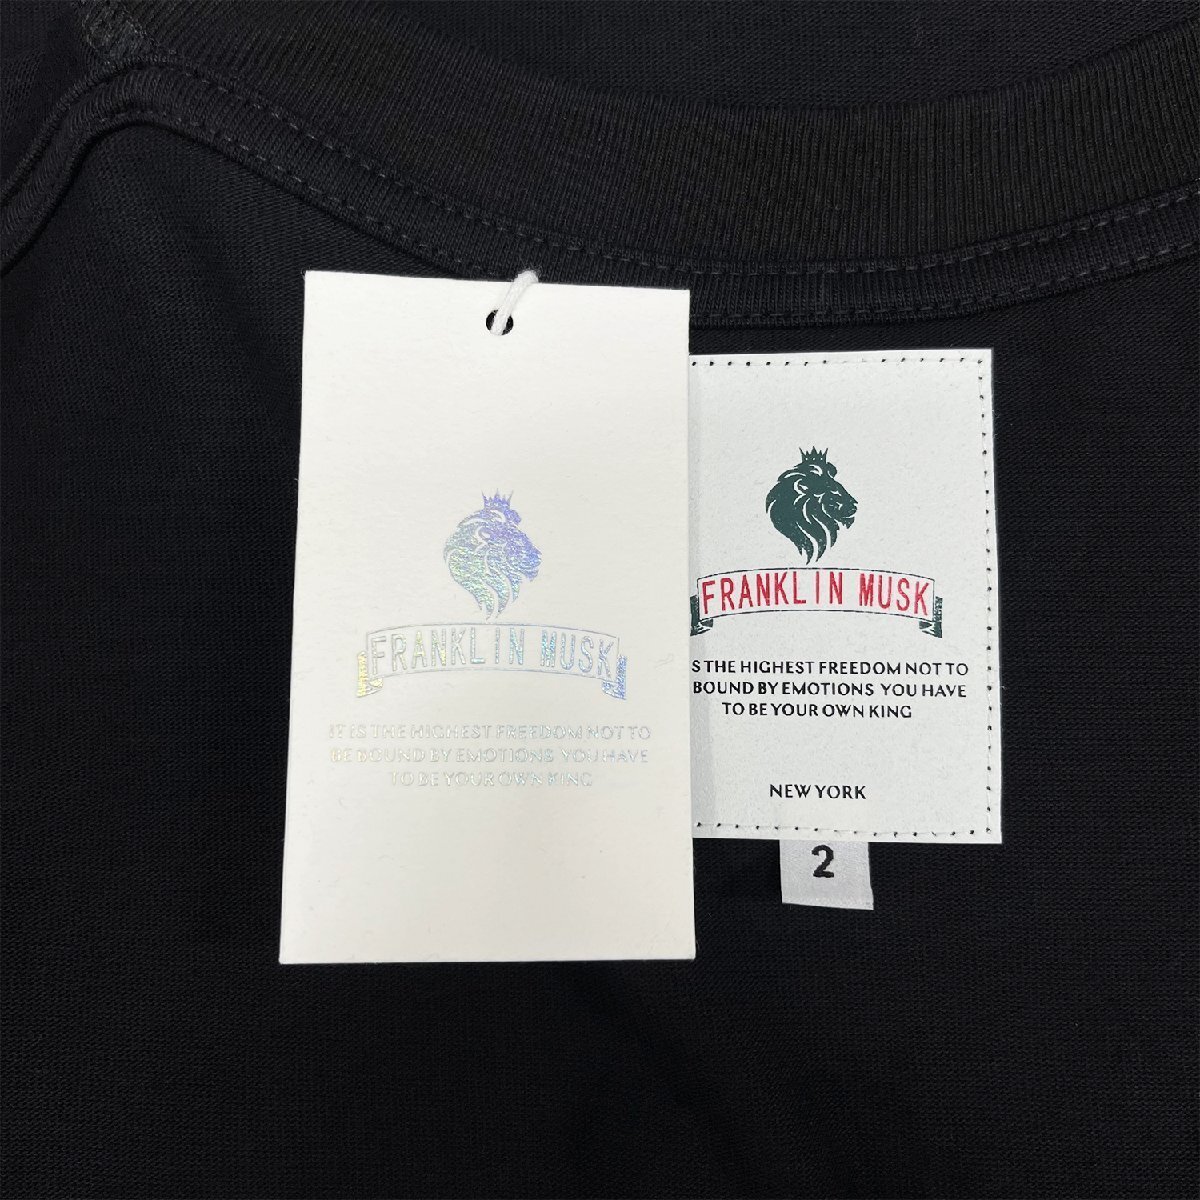 FRANKLIN MUSK
IT IS THE HIGHEST FREEDOM NOT TO
BE BOUND BY EMOTIONS YOU HAVE
TO BE YOUR OWN KING
FRANKLIN MUSK
S THE HIGHEST FREEDOM NOT TO
BOUND BY EMOTIONS YOU HAVE
TO BE YOUR OWN KING
NEW YORK
2